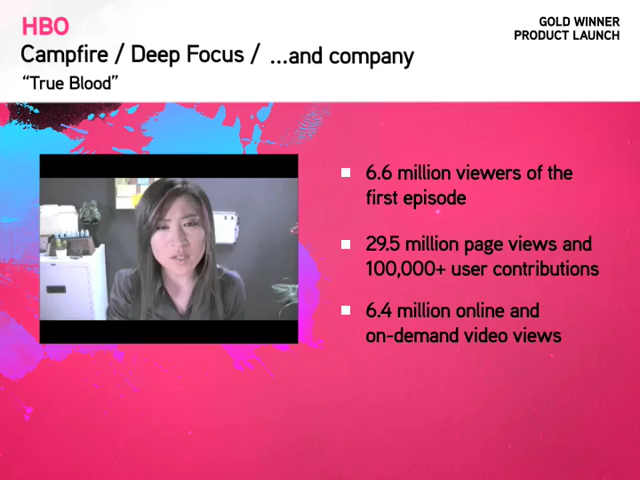 HBO
Campfire / Deep Focus / ...and company
“True Blood”
GOLD WINNER
PRODUCT LAUNCH
6.6 million viewers of the
first episode
29.5 million page views and
100,000+ user contributions
6.4 million online and
on-demand video views